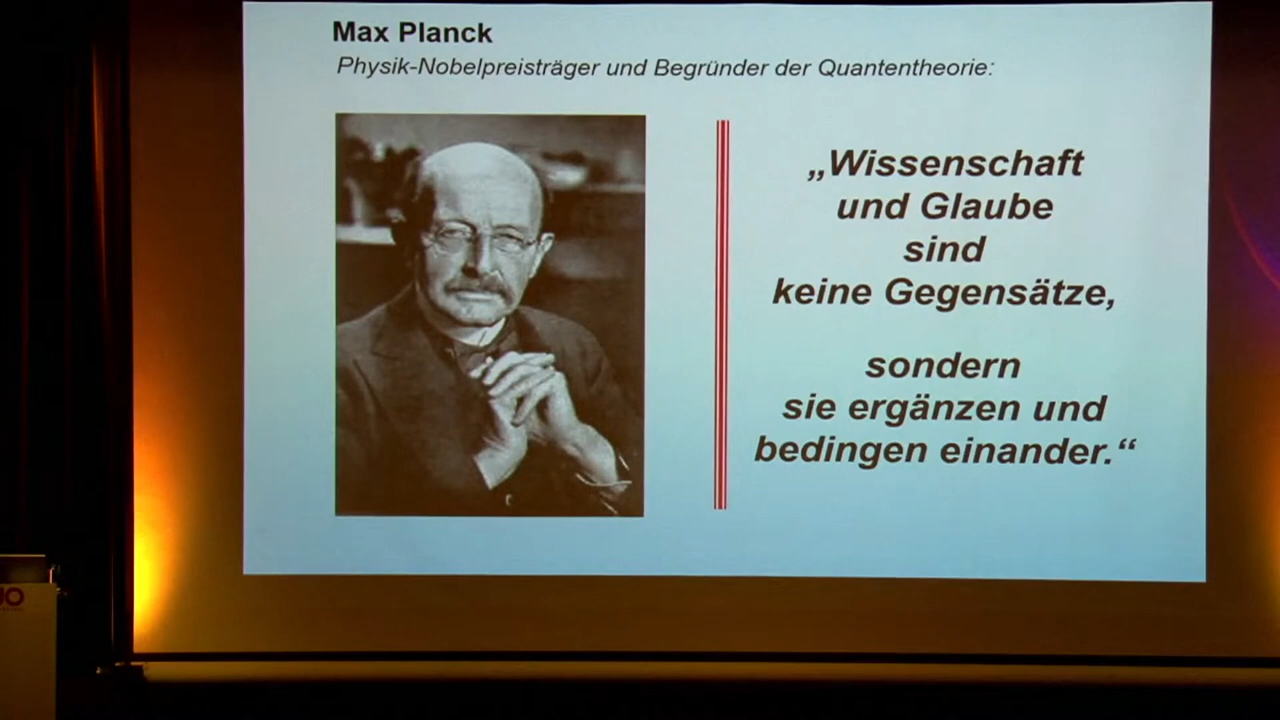 Max Planck
Physik-Nobelpreisträger und Begründer der Quantentheorie:
„Wissenschaft
und Glaube
sind
keine Gegensätze,
sondern
sie ergänzen und
bedingen einander.“